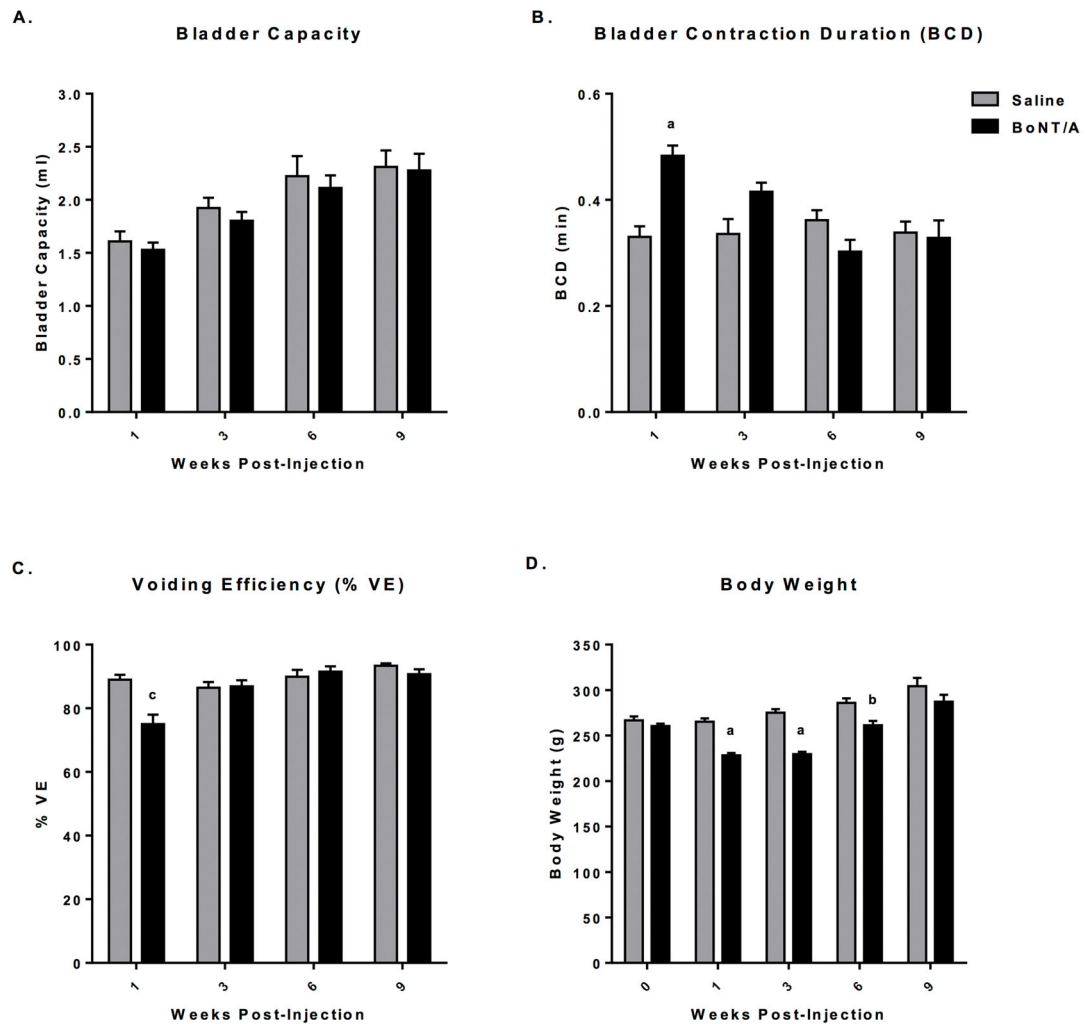 A.
Bladder Capacity
3.0
2.5
2.0
1.5
1.0
0.5
0.0
Bladder Capacity (ml)
1 3 6 9
Weeks Post-Injection
B.
Bladder Contraction Duration (BCD)
0.6
0.4
0.2
0.0
BCD (min)
a
1 3 6 9
Weeks Post-Injection
Saline
BoNT/A
C.
Voiding Efficiency (% VE)
100
80
60
40
20
0
% VE
c
1 3 6 9
Weeks Post-Injection
D.
Body Weight
350
300
250
200
150
100
50
0
Body Weight (g)
a a b
0 1 3 6 9
Weeks Post-Injection